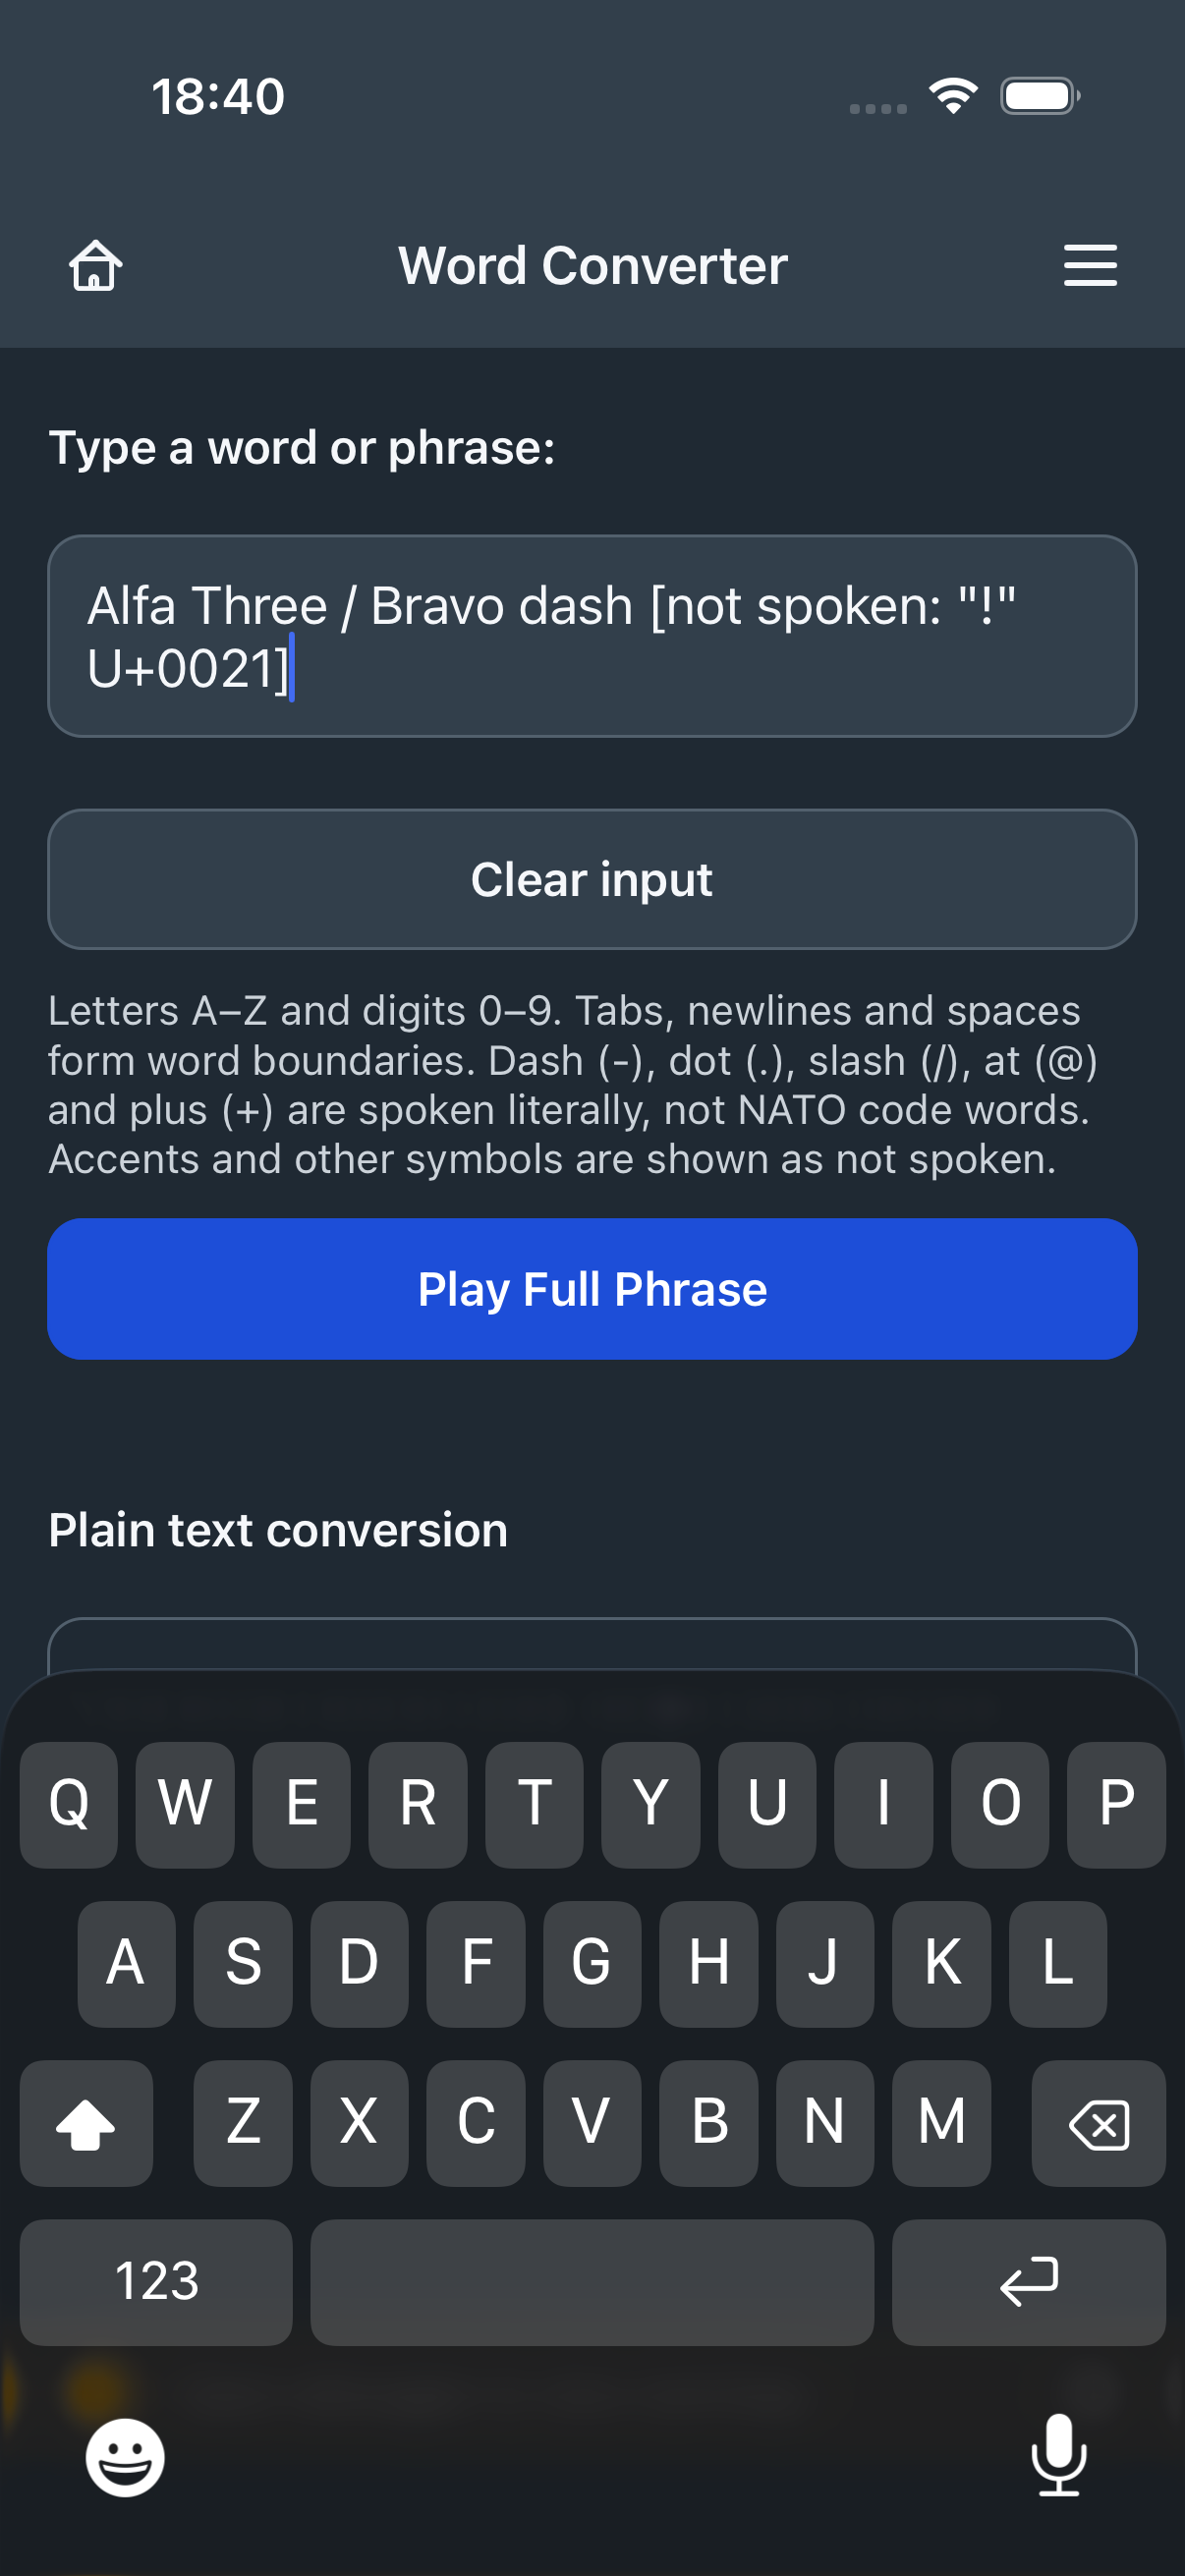 18:40
Word Converter
Type a word or phrase:
Alfa Three / Bravo dash [not spoken: "!"
U+0021]
Clear input
Letters A–Z and digits 0–9. Tabs, newlines and spaces
form word boundaries. Dash (-), dot (.), slash (/), at (@)
and plus (+) are spoken literally, not NATO code words.
Accents and other symbols are shown as not spoken.
Play Full Phrase
Plain text conversion
Q W E R T Y U I O P
A S D F G H J K L
Z X C V B N M
123